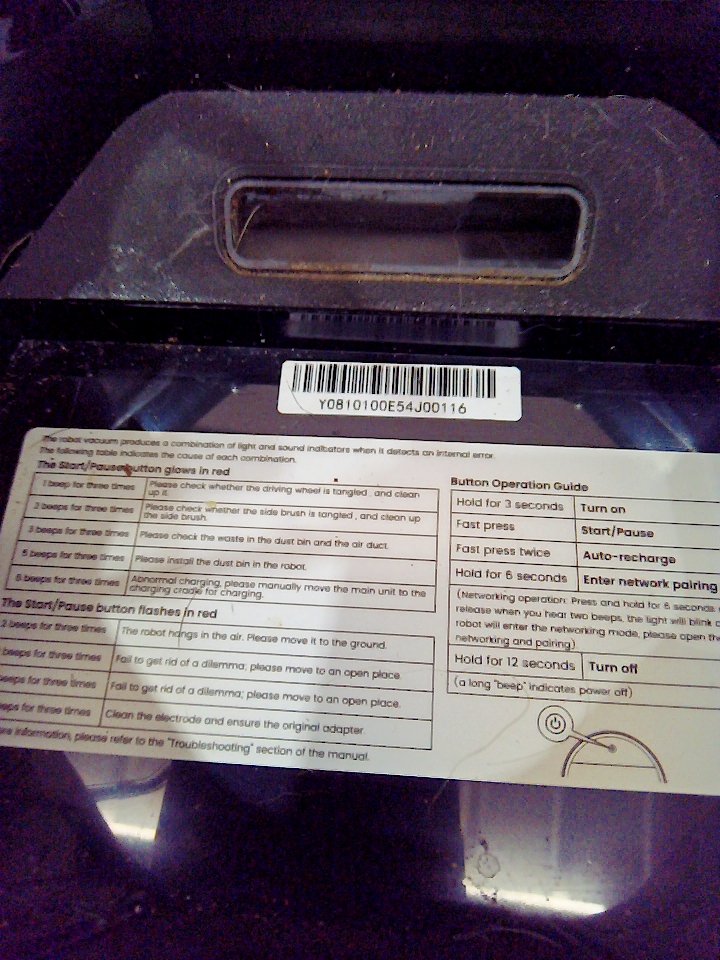 Y0810100E54J00116
The robot vacuum produces a combination of light and sound indicators when it detects an internal error.
The following table indicates the cause of each combination.
The Start/Pause button glows in red
1 beep for three times Please check whether the driving wheel is tangled , and clean
up it.
2 beeps for three times Please check whether the side brush is tangled , and clean up
the side brush.
3 beeps for three times Please check the waste in the dust bin and the air duct.
5 beeps for three times Please install the dust bin in the robot.
Abnormal charging, please manually move the main unit to the
beeps for three times charging cradle for charging.
The Start/Pause button flashes in red
2 beeps for three times The robot hangs in the air. Please move it to the ground.
beeps for three times Fail to get rid of a dilemma; please move to an open place.
beeps for three times Fail to get rid of a dilemma; please move to an open place.
for three times Clean the electrode and ensure the original adapter.
information, please refer to the "Troubleshooting" section of the manual.
Button Operation Guide
Hold for 3 seconds Turn on
Fast press Start/Pause
Fast press twice Auto-recharge
Hold for 6 seconds Enter network pairing
(Networking operation: Press and hold for 6 seconds
release when you hear two beeps, the light will blink
robot will enter the networking mode, please open
networking and pairing)
Hold for 12 seconds Turn off
(a long "beep" indicates power off)